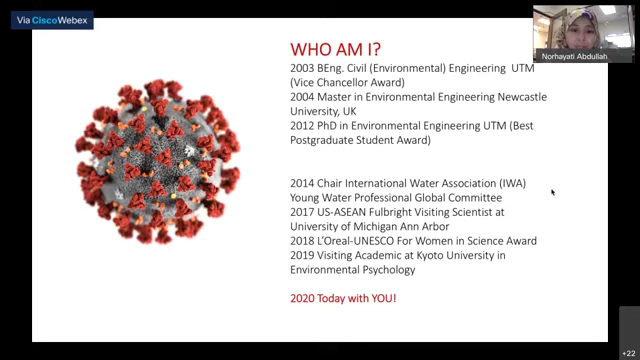 Via CiscoWebex
WHO AM I?
2003 BEng. Civil (Environmental) Engineering UTM
(Vice Chancellor Award)
2004 Master in Environmental Engineering Newcastle
University, UK
2012 PhD in Environmental Engineering UTM (Best
Postgraduate Student Award)
2014 Chair International Water Association (IWA)
Young Water Professional Global Committee
2017 US-ASEAN Fulbright Visiting Scientist at
University of Michigan Ann Arbor
2018 L'Oreal-UNESCO For Women in Science Award
2019 Visiting Academic at Kyoto University in
Environmental Psychology
2020 Today with YOU!
Norhayati Abdullah
+22